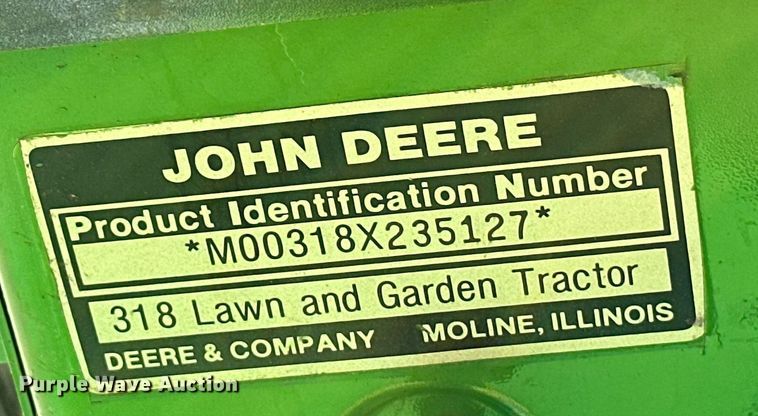 JOHN DEERE
Product Identification Number
*M00318X235127*
318 Lawn and Garden Tractor
DEERE & COMPANY MOLINE, ILLINOIS
Purple Wave Auction